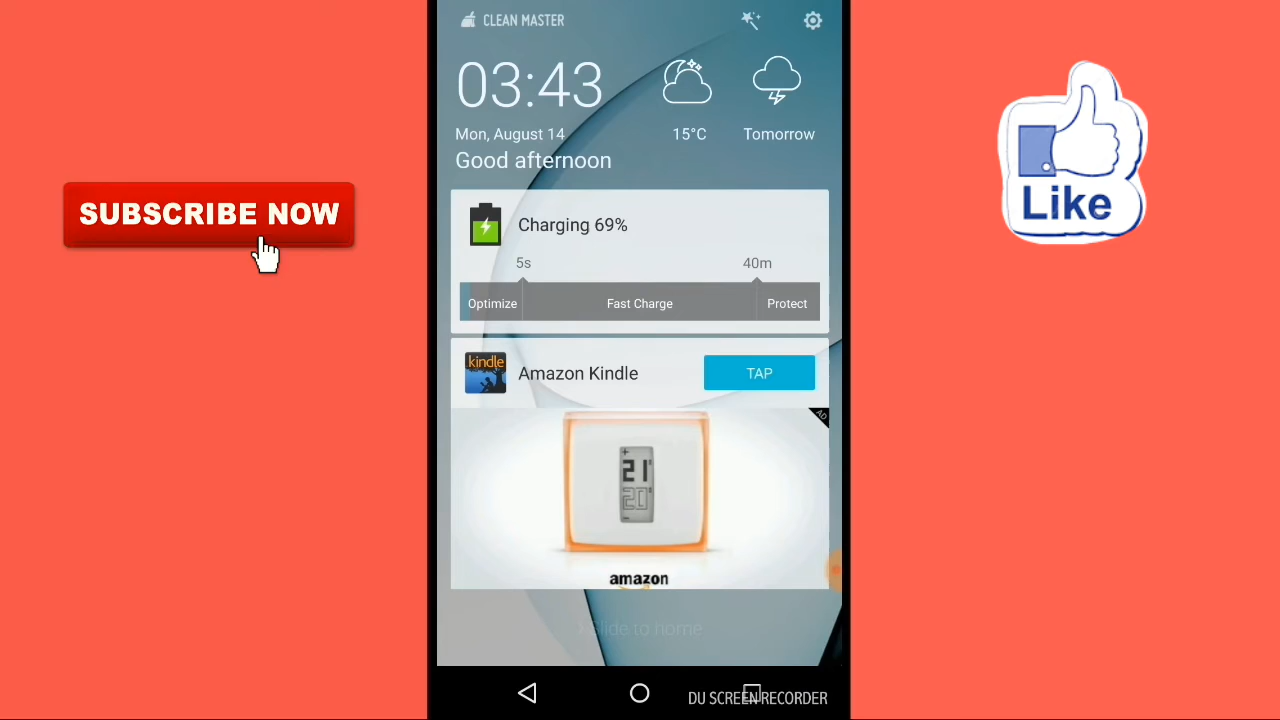 CLEAN MASTER
03:43
Mon, August 14
15°C
Tomorrow
Good afternoon
SUBSCRIBE NOW
Like
Charging 69%
5s
40m
Optimize
Fast Charge
Protect
kindle
Amazon Kindle
TAP
AD
21°
20°
amazon
Slide to home
DU SCREEN RECORDER